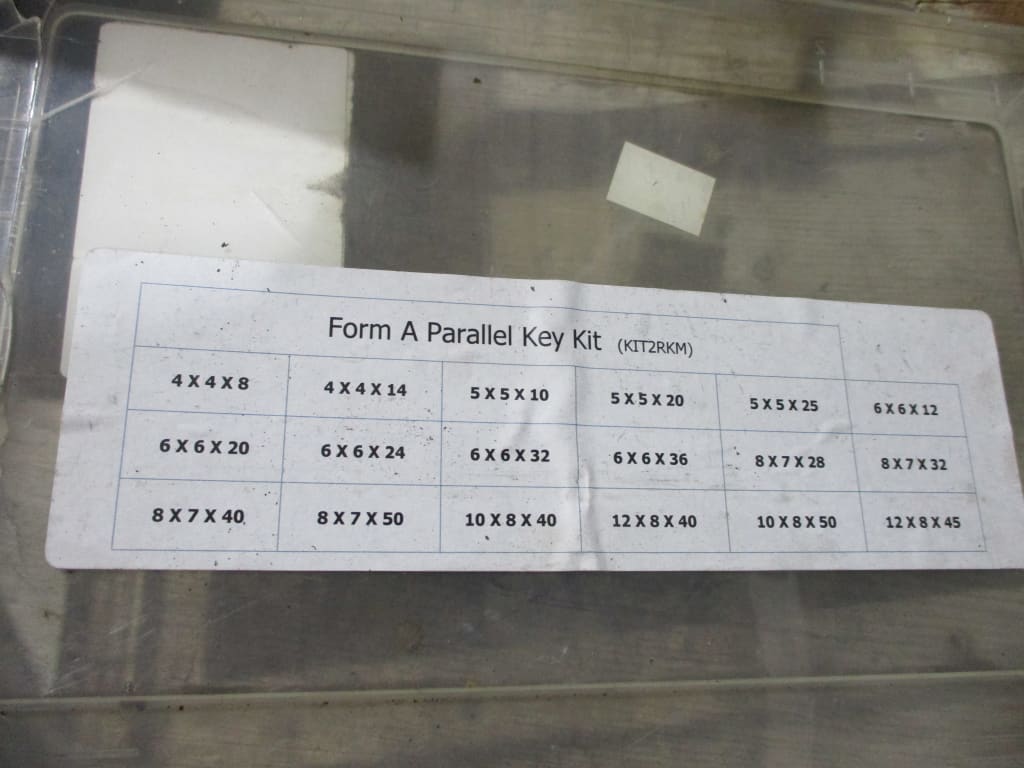 Form A Parallel Key Kit (KIT2RKM)
4 X 4 X 8 4 X 4 X 14 5 X 5 X 10 5 X 5 X 20 5 X 5 X 25 6 X 6 X 12
6 X 6 X 20 6 X 6 X 24 6 X 6 X 32 6 X 6 X 36 8 X 7 X 28 8 X 7 X 32
8 X 7 X 40 8 X 7 X 50 10 X 8 X 40 12 X 8 X 40 10 X 8 X 50 12 X 8 X 45